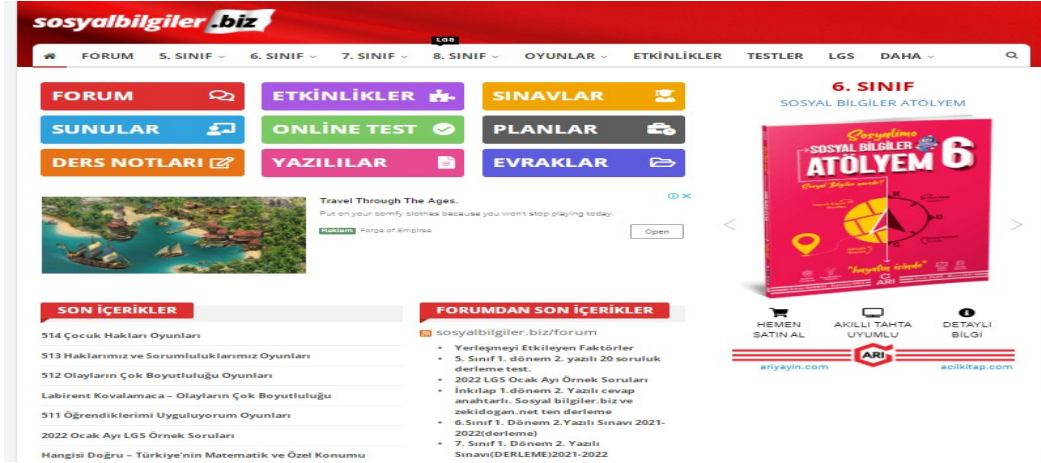 sosyalbilgiler .biz
LGS
FORUM 5. SINIF 6. SINIF 7. SINIF 8. SINIF OYUNLAR ETKİNLİKLER TESTLER LGS DAHA
FORUM ETKİNLİKLER SINAVLAR
SUNULAR ONLİNE TEST PLANLAR
DERS NOTLARI YAZILILAR EVRAKLAR
Travel Through The Ages.
Put on your comfy clothes because you won't stop playing today.
Reklam Forge of Empires
Open
SON İÇERİKLER
514 Çocuk Hakları Oyunları
513 Haklarımız ve Sorumluluklarımız Oyunları
512 Olayların Çok Boyutluluğu Oyunları
Labirent Kovalamaca – Olayların Çok Boyutluluğu
511 Öğrendiklerimi Uyguluyorum Oyunları
2022 Ocak Ayı LGS Örnek Soruları
Hangisi Doğru – Türkiye'nin Matematik ve Özel Konumu
FORUMDAN SON İÇERİKLER
sosyalbilgiler.biz/forum
Yerleşmeyi Etkileyen Faktörler
5. Sınıf 1. dönem 2. yazılı 20 soruluk
derleme test.
2022 LGS Ocak Ayı Örnek Soruları
İnkılap 1.dönem 2. Yazılı cevap
anahtarlı. Sosyal bilgiler.biz ve
zekidogan.net ten derleme
6.Sınıf 1. Dönem 2.Yazılı Sınavı 2021-
2022(derleme)
7. Sınıf 1. Dönem 2. Yazılı
Sınavı(DERLEME)2021-2022
6. SINIF
SOSYAL BİLGİLER ATÖLYEM
Sosyalimo
SOSYAL BİLGİLER
ATÖLYEM 6
"hayatın içinde"
ARI
HEMEN
SATIN AL
AKILLI TAHTA
UYUMLU
DETAYLI
BİLGİ
ARI
ariyayin.com
acilkitap.com